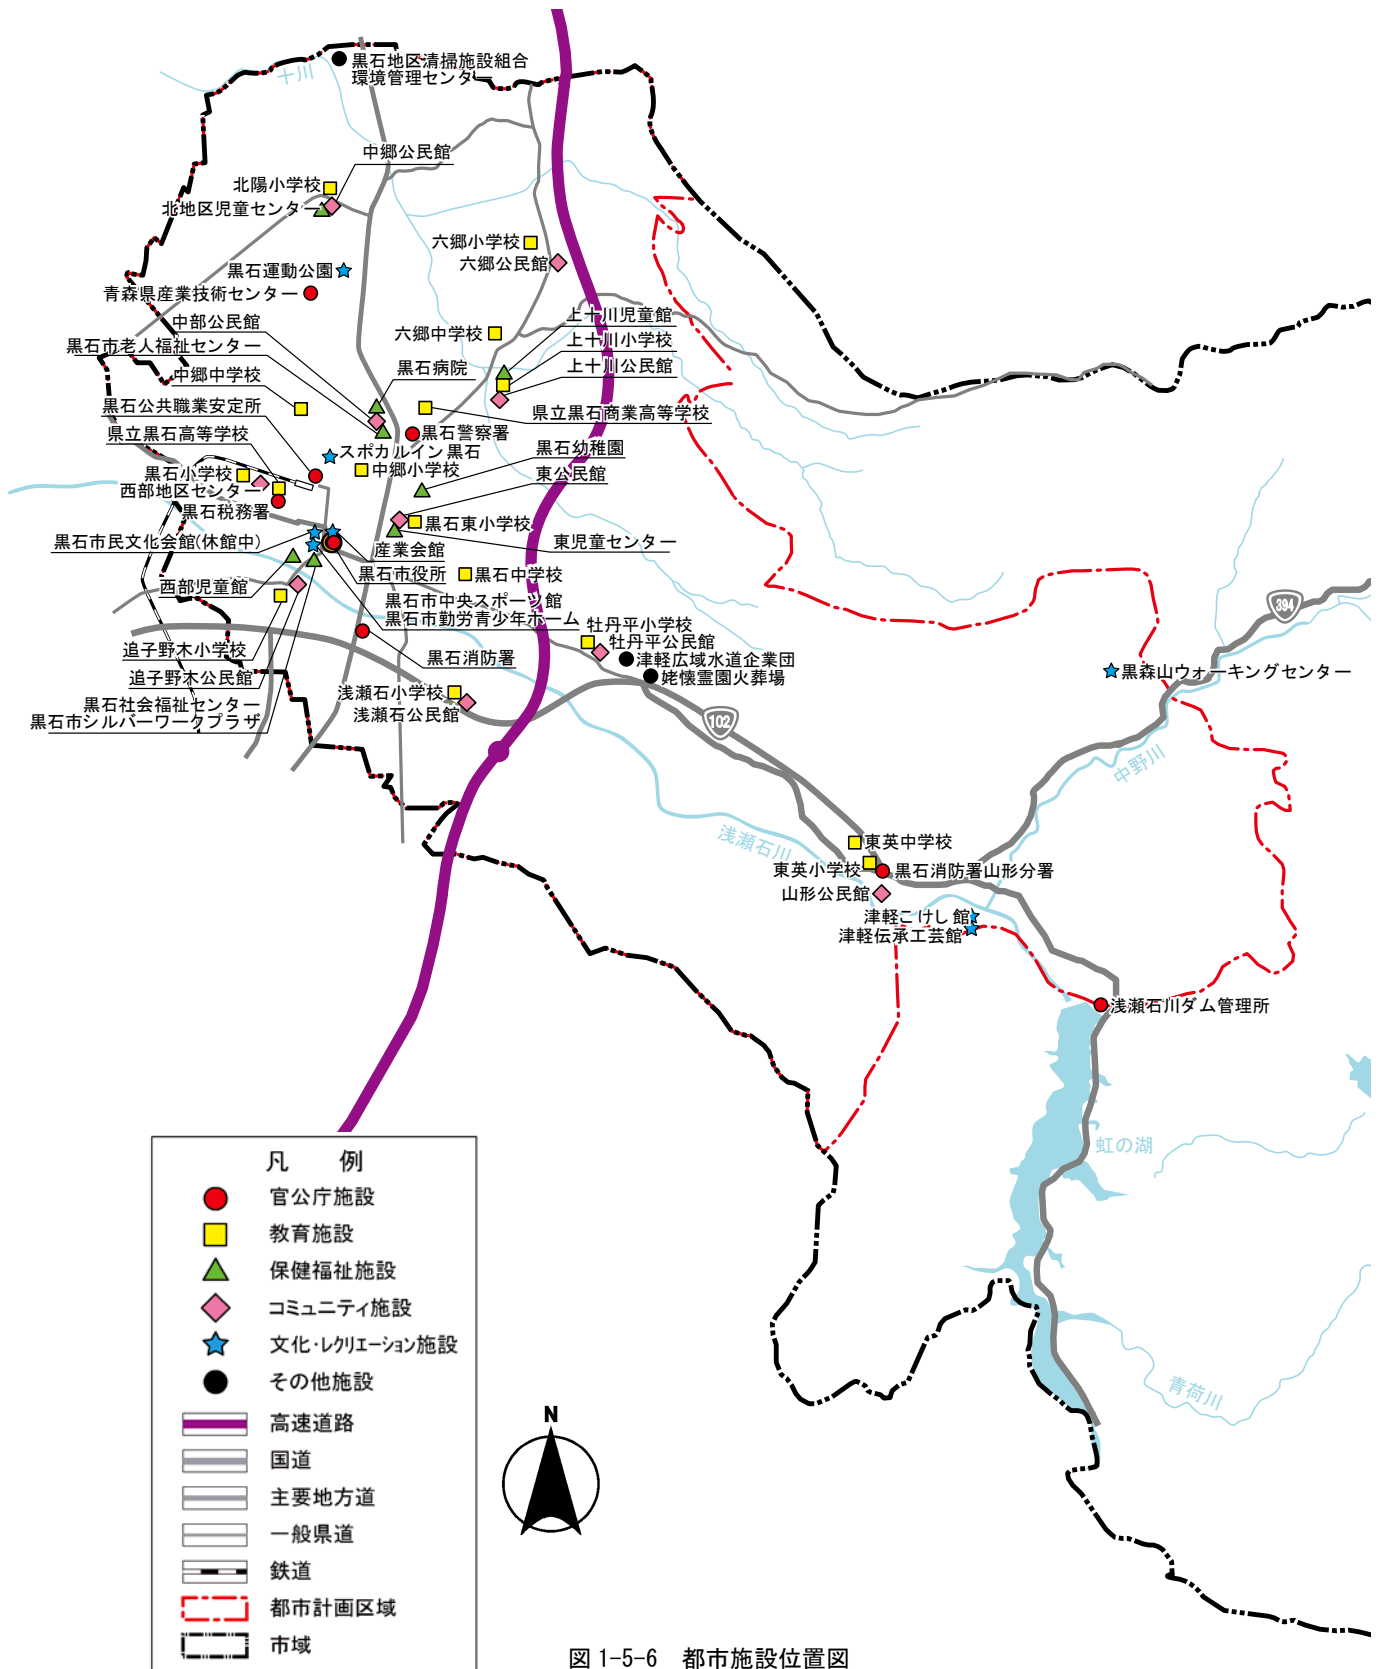 黒石地区清掃施設組合
環境管理センター
十川
中郷公民館
北陽小学校
北地区児童センター
六郷小学校
六郷公民館
黒石運動公園
青森県産業技術センター
中部公民館
黒石市老人福祉センター
中郷中学校
黒石公共職業安定所
県立黒石高等学校
六郷中学校
上十川児童館
上十川小学校
上十川公民館
黒石病院
県立黒石商業高等学校
黒石警察署
スポカルイン黒石
黒石幼稚園
中郷小学校
東公民館
黒石小学校
西部地区センター
黒石税務署
黒石東小学校
黒石市民文化会館(休館中)
産業会館
東児童センター
黒石市役所
黒石中学校
西部児童館
黒石市中央スポーツ館
黒石市勤労青少年ホーム
牡丹平小学校
牡丹平公民館
津軽広域水道企業団
姥懐霊園火葬場
追子野木小学校
黒石消防署
追子野木公民館
黒石社会福祉センター
黒石市シルバーワークプラザ
浅瀬石小学校
浅瀬石公民館
102
394
黒森山ウォーキングセンター
中野川
浅瀬石川
東英中学校
東英小学校
黒石消防署山形分署
山形公民館
津軽こけし館
津軽伝承工芸館
浅瀬石川ダム管理所
虹の湖
青荷川
凡 例
官公庁施設
教育施設
保健福祉施設
コミュニティ施設
文化・レクリエーション施設
その他施設
高速道路
国道
主要地方道
一般県道
鉄道
都市計画区域
市域
N
図 1-5-6 都市施設位置図